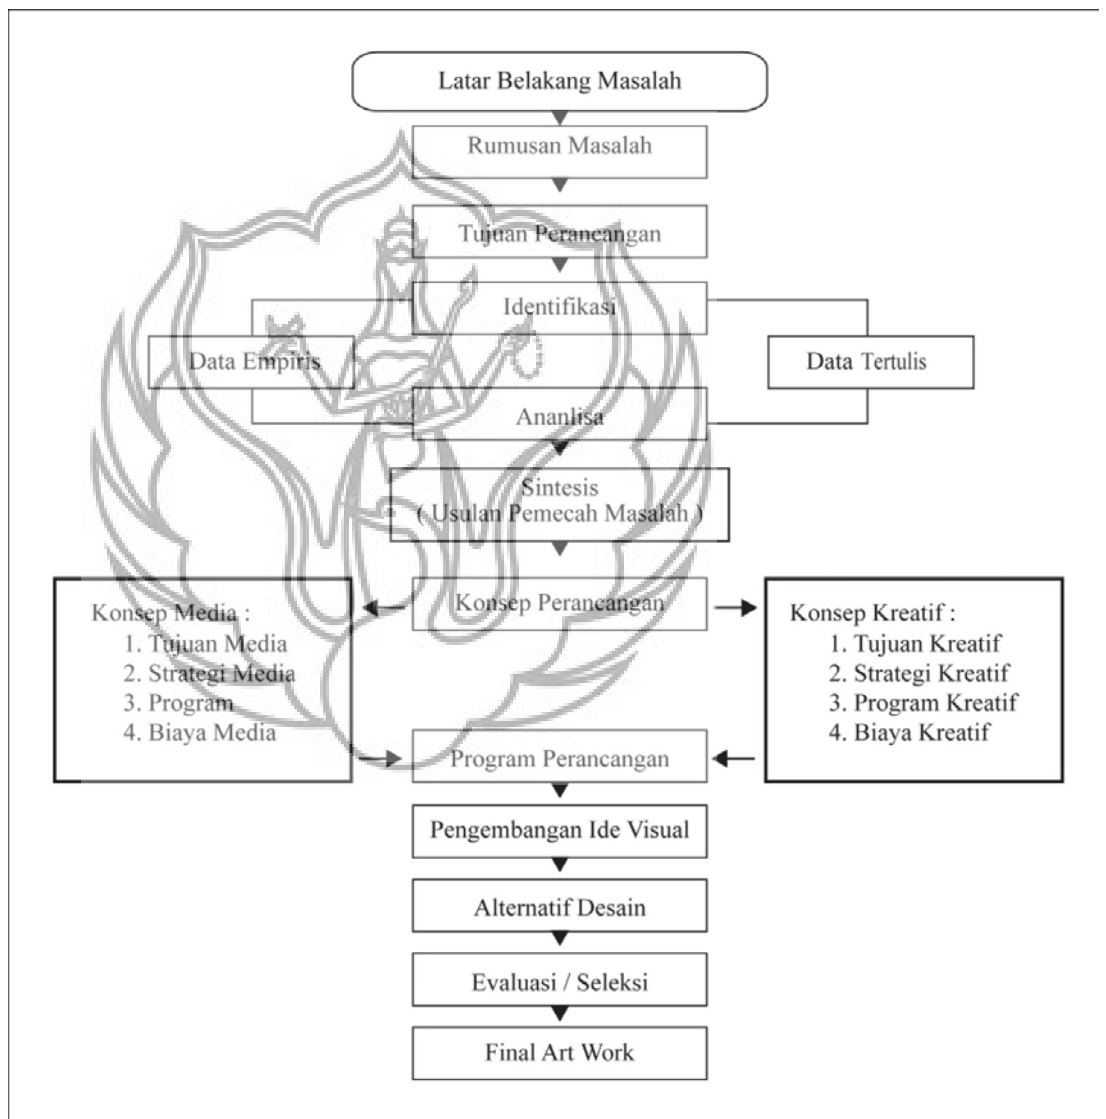 Latar Belakang Masalah
Rumusan Masalah
Tujuan Perancangan
Identifikasi
Data Empiris
Data Tertulis
Ananlisa
Sintesis
( Usulan Pemecah Masalah )
Konsep Perancangan
Konsep Media :
1. Tujuan Media
2. Strategi Media
3. Program
4. Biaya Media
Konsep Kreatif :
1. Tujuan Kreatif
2. Strategi Kreatif
3. Program Kreatif
4. Biaya Kreatif
Program Perancangan
Pengembangan Ide Visual
Alternatif Desain
Evaluasi / Seleksi
Final Art Work